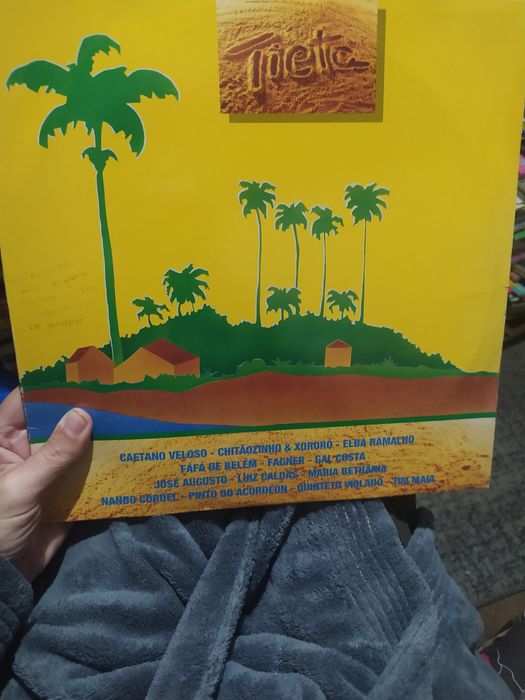 Tieta
CAETANO VELOSO - CHITÃOZINHO & XORORÓ - ELBA RAMALHO
FAFÁ DE BELÉM - FAGNER - GAL COSTA
JOSÉ AUGUSTO - LUIZ CALDAS - MARIA BETHÂNIA
NANDO CORDEL - PINTO DO ACORDEON - QUINTETO VIOLADO - TIM MAIA